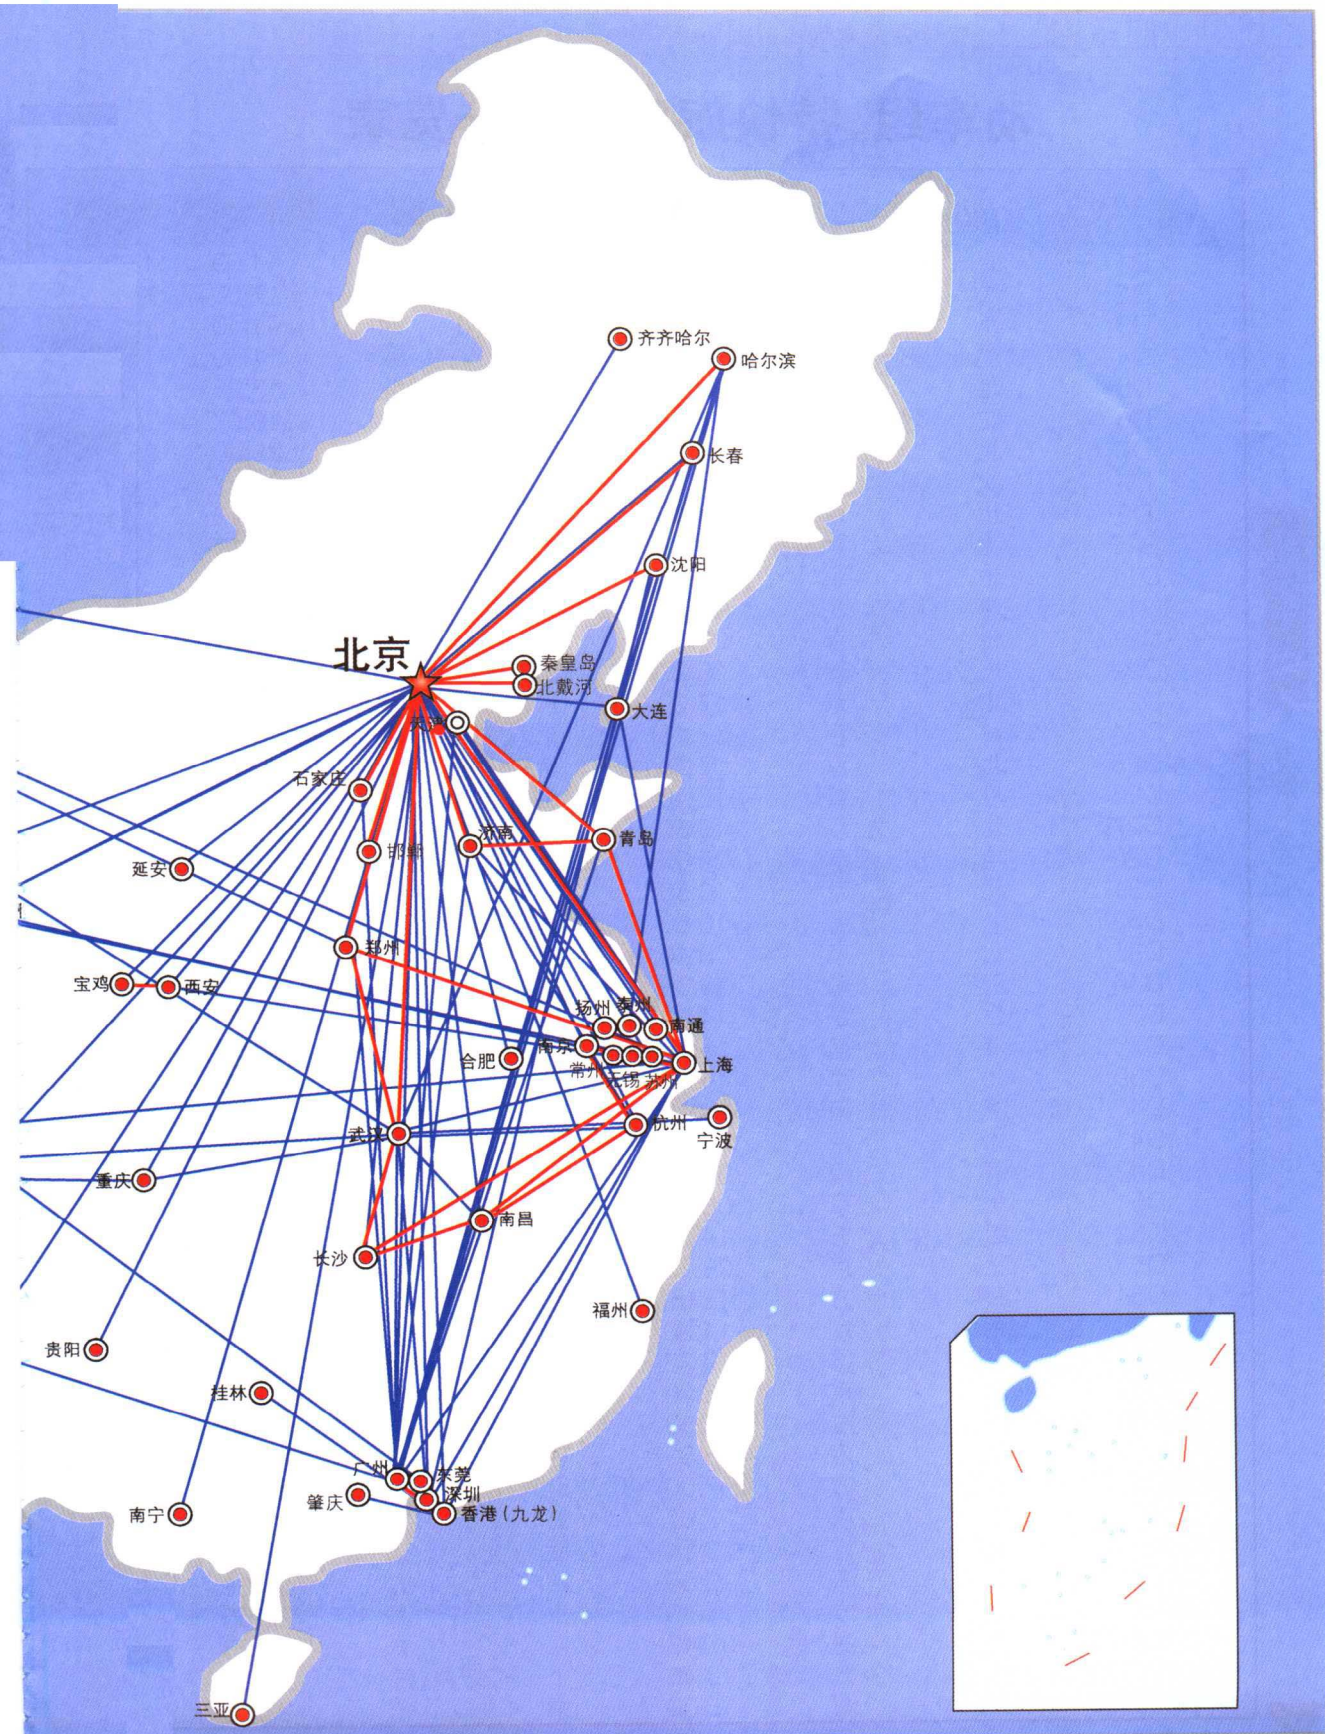 齐齐哈尔
哈尔滨
长春
沈阳
北京
秦皇岛
北戴河
大连
天津
石家庄
济南
青岛
邯郸
延安
郑州
宝鸡
西安
扬州
泰州
南通
南京
合肥
上海
常州
无锡
苏州
武汉
杭州
宁波
重庆
南昌
长沙
福州
贵阳
桂林
广州
东莞
肇庆
深圳
香港(九龙)
南宁
三亚